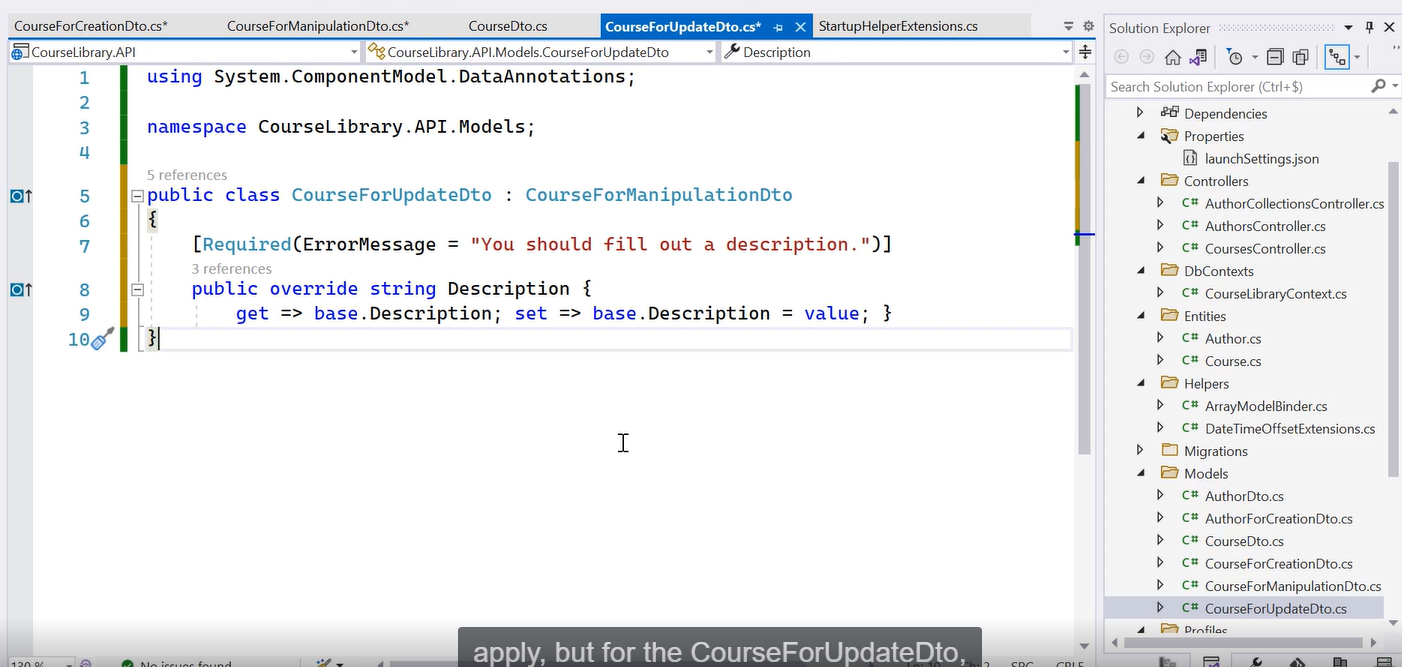 CourseForCreationDto.cs* CourseForManipulationDto.cs* CourseDto.cs CourseForUpdateDto.cs* StartupHelperExtensions.cs
CourseLibrary.API CourseLibrary.API.Models.CourseForUpdateDto Description
1 using System.ComponentModel.DataAnnotations;
2
3 namespace CourseLibrary.API.Models;
4
5 references
5 public class CourseForUpdateDto : CourseForManipulationDto
6 {
7 [Required(ErrorMessage = "You should fill out a description.")]
3 references
8 public override string Description {
9 get => base.Description; set => base.Description = value; }
10 }
apply, but for the CourseForUpdateDto,
130 % No issues found SPC CRLF
Solution Explorer
Search Solution Explorer (Ctrl+$)
Dependencies
Properties
launchSettings.json
Controllers
C# AuthorCollectionsController.cs
C# AuthorsController.cs
C# CoursesController.cs
DbContexts
C# CourseLibraryContext.cs
Entities
C# Author.cs
C# Course.cs
Helpers
C# ArrayModelBinder.cs
C# DateTimeOffsetExtensions.cs
Migrations
Models
C# AuthorDto.cs
C# AuthorForCreationDto.cs
C# CourseDto.cs
C# CourseForCreationDto.cs
C# CourseForManipulationDto.cs
C# CourseForUpdateDto.cs
Profiles